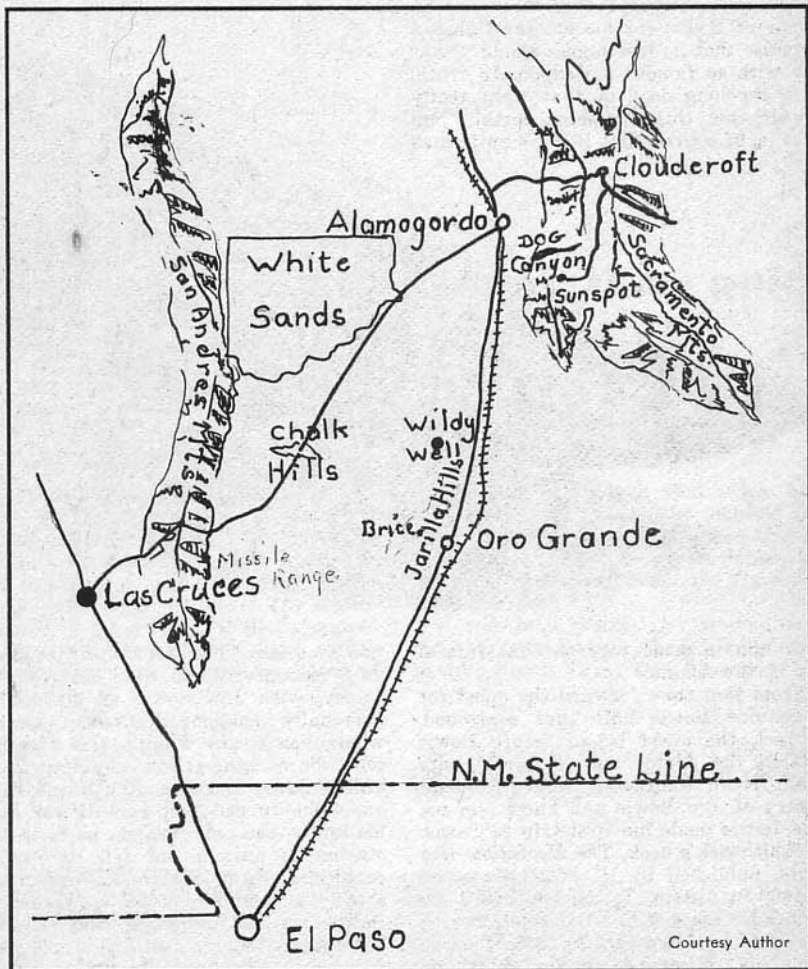 Cloudcroft
Alamogordo
DOG
Canyon
Sunspot
Sacramento
Mts.
San Andres Mts
White
Sands
Chalk
Hills
Wildy
Well
Jarilla Hills
Brice
Oro Grande
Missile
Range
Las Cruces
N.M. State Line
El Paso
Courtesy Author